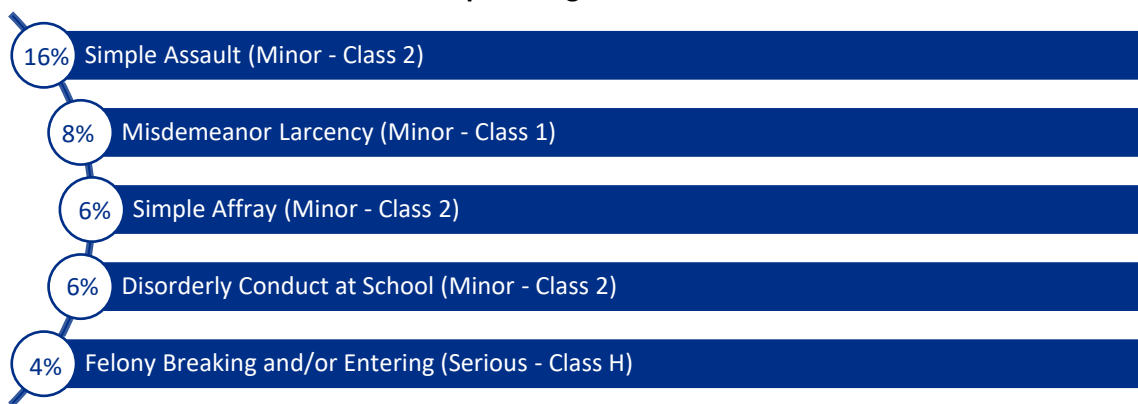 16% Simple Assault (Minor - Class 2)
8% Misdemeanor Larcency (Minor - Class 1)
6% Simple Affray (Minor - Class 2)
6% Disorderly Conduct at School (Minor - Class 2)
4% Felony Breaking and/or Entering (Serious - Class H)